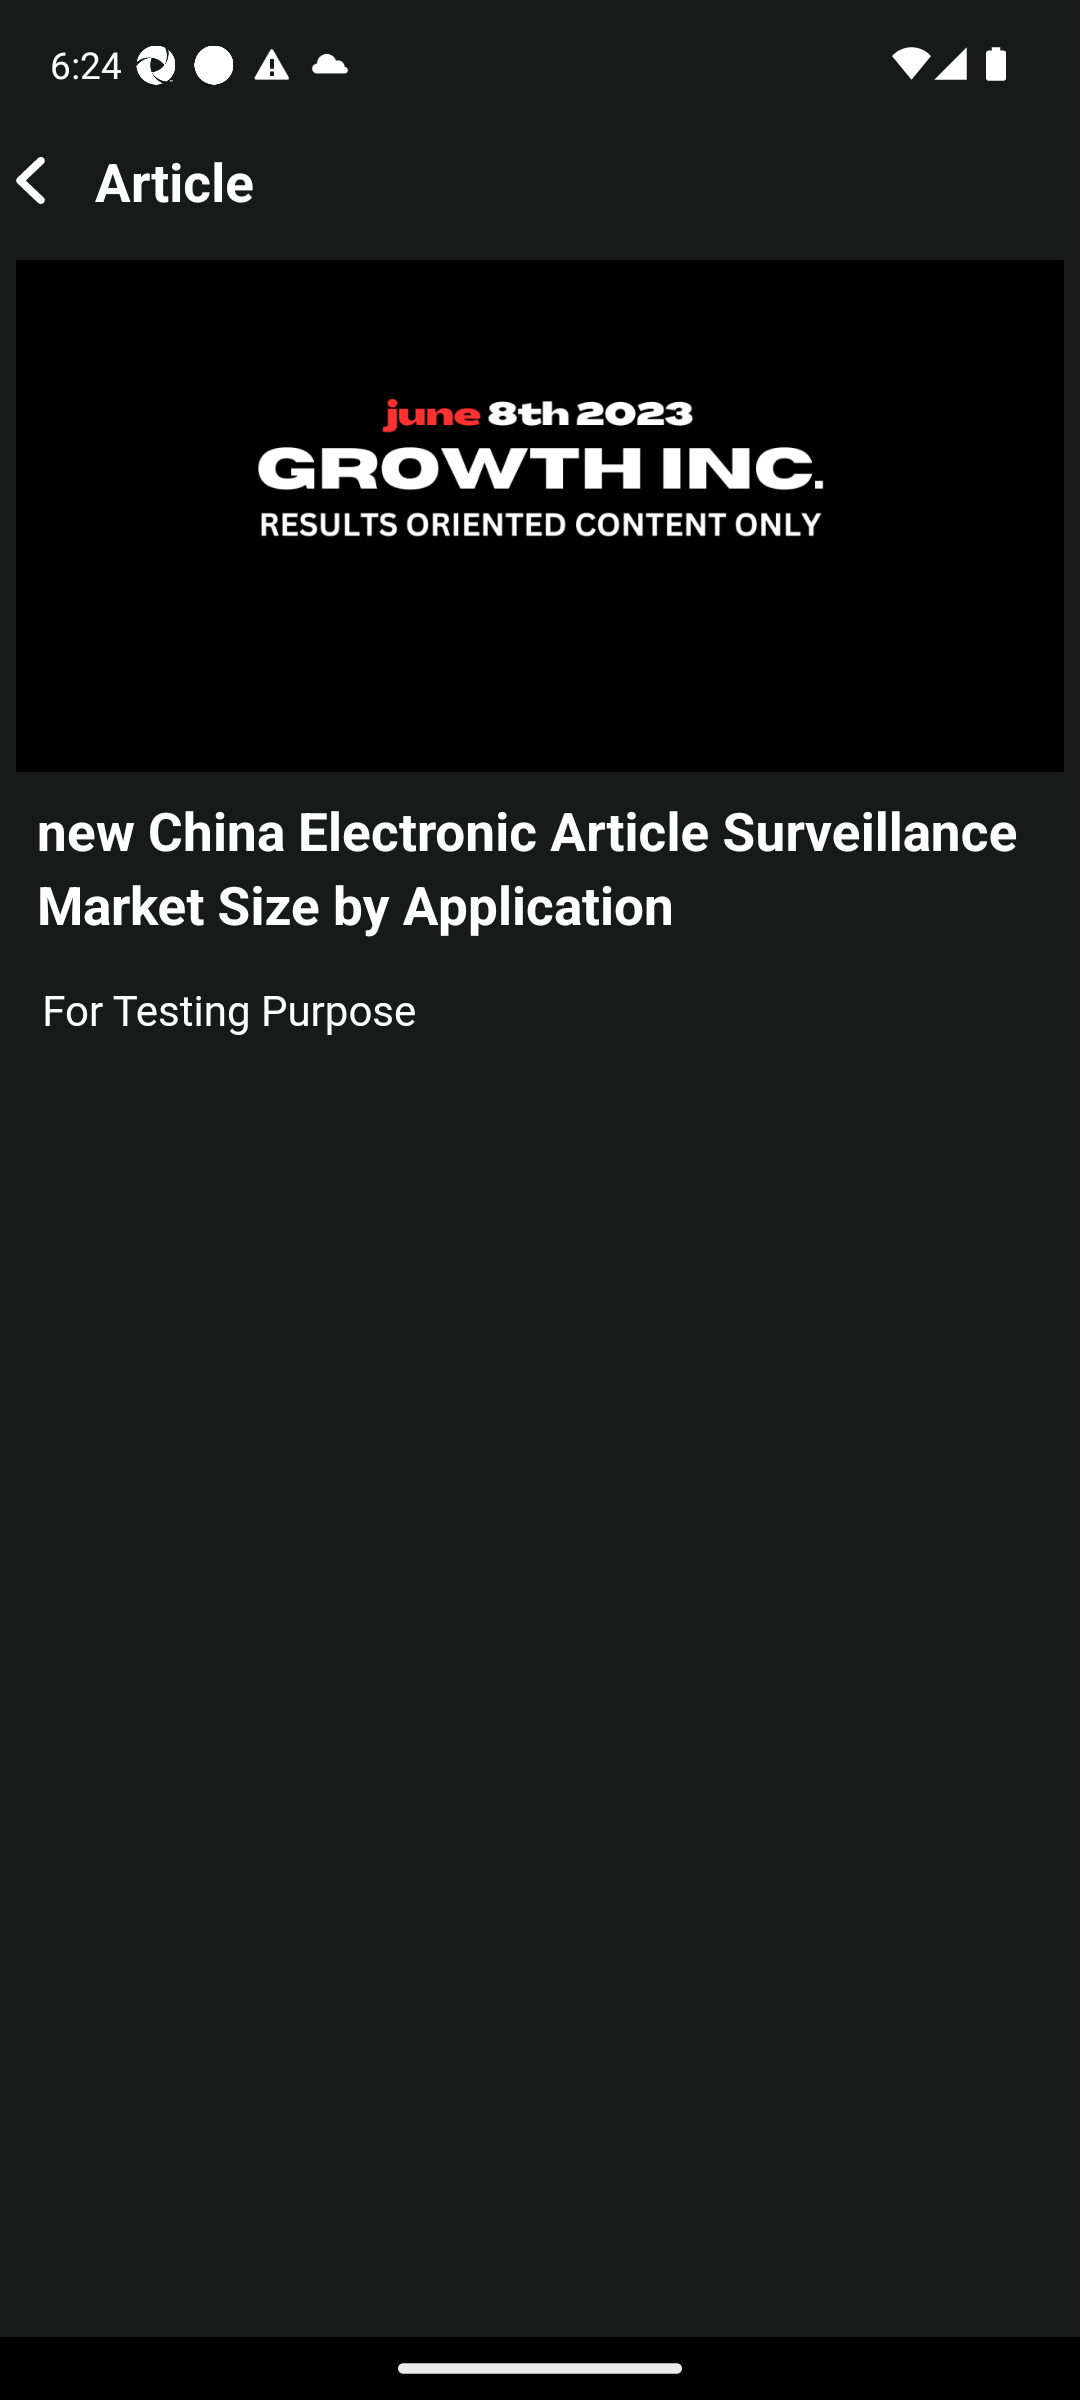 6:24
Article
june 8th 2023
GROWTH INC.
RESULTS ORIENTED CONTENT ONLY
new China Electronic Article Surveillance
Market Size by Application
For Testing Purpose